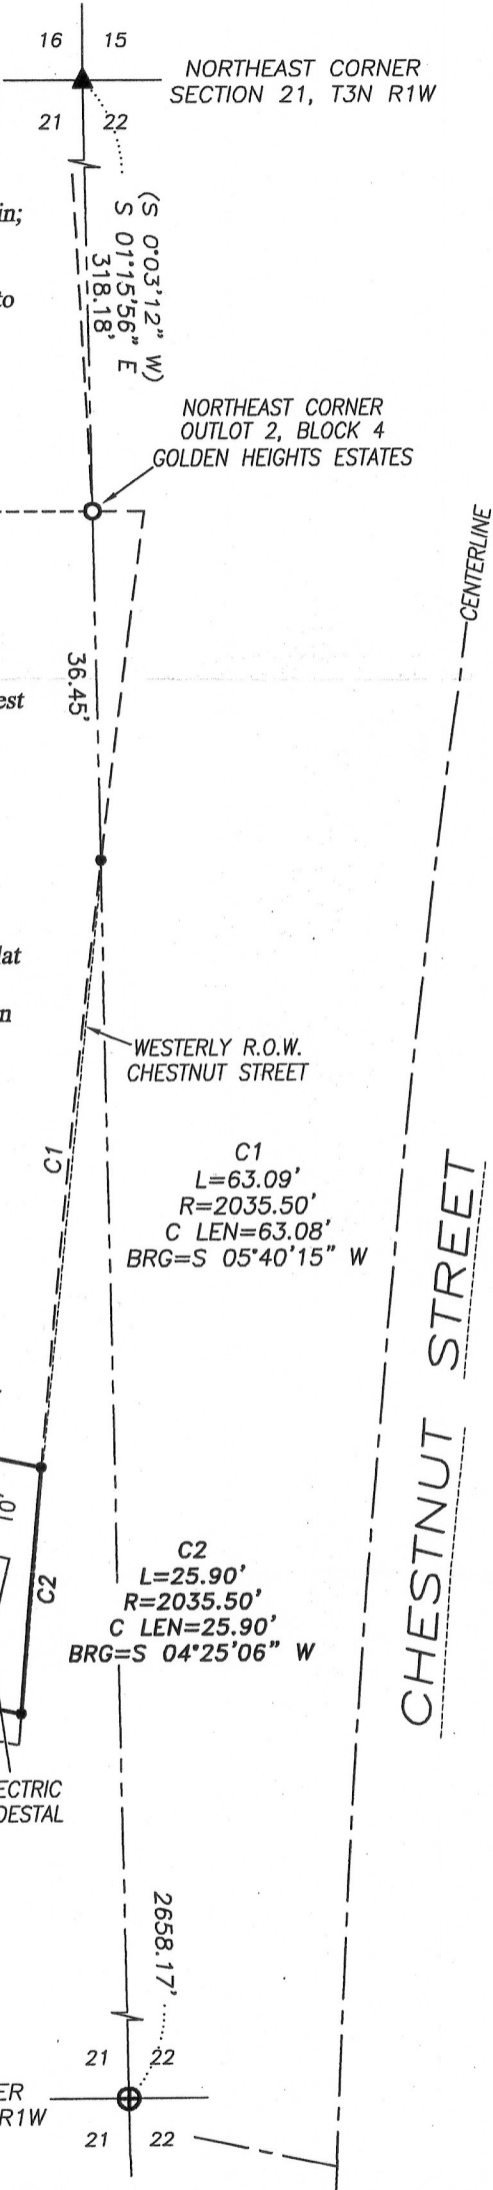 16 15
NORTHEAST CORNER
SECTION 21, T3N R1W
21 22
in;
to
(S 0°03'12" W)
S 01°15'56" E
318.18'
NORTHEAST CORNER
OUTLOT 2, BLOCK 4
GOLDEN HEIGHTS ESTATES
CENTERLINE
36.45'
est
lat
n
WESTERLY R.O.W.
CHESTNUT STREET
C1
C1
L=63.09'
R=2035.50'
C LEN=63.08'
BRG=S 05°40'15" W
CHESTNUT STREET
10'
C2
C2
L=25.90'
R=2035.50'
C LEN=25.90'
BRG=S 04°25'06" W
ECTRIC
DESTAL
2658.17'
21 22
ER
R1W
21 22